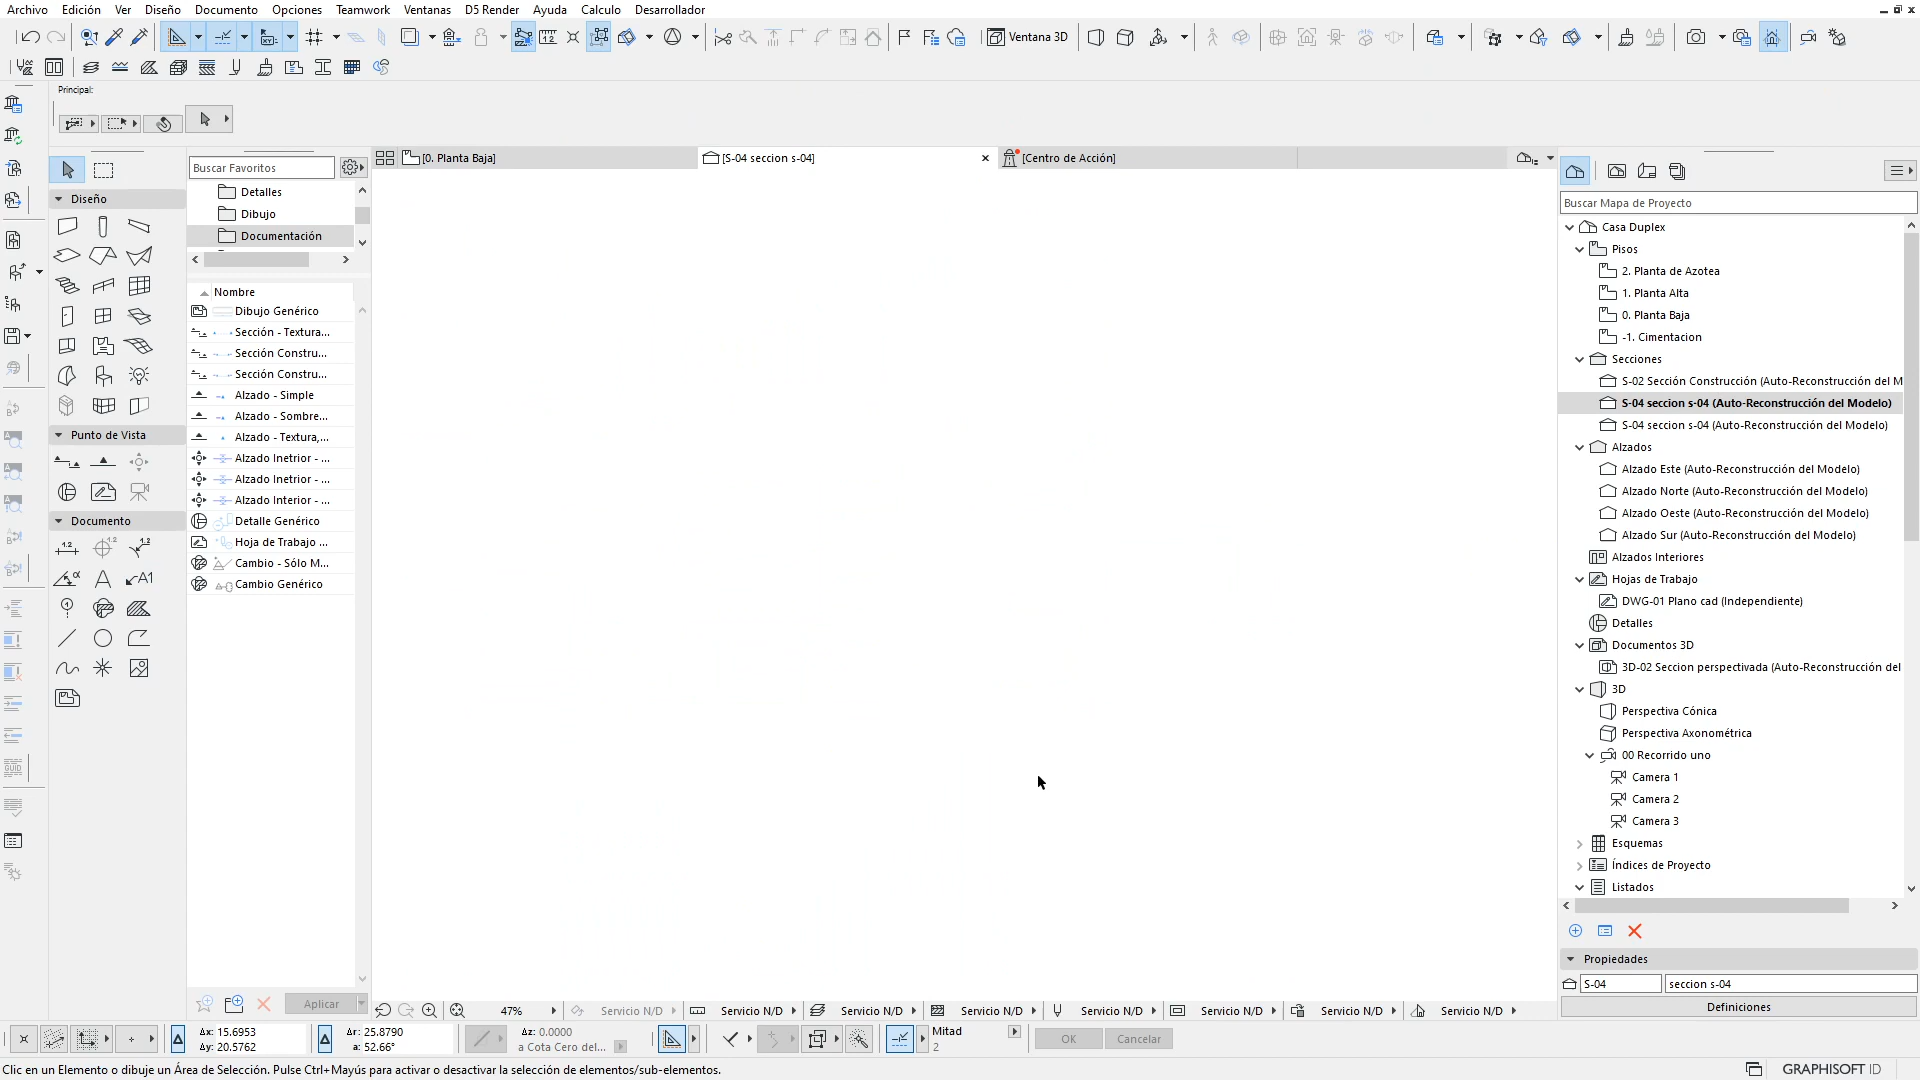 Archivo Edición Ver Diseño Documento Opciones Teamwork Ventanas D5 Render Ayuda Calculo Desarrollador
Ventana 3D
Principal:
Buscar Favoritos
Detalles
Dibujo
Documentación
Nombre
Dibujo Genérico
Sección - Textura...
Sección Constru...
Sección Constru...
Alzado - Simple
Alzado - Sombre...
Alzado - Textura,...
Alzado Inetrior - ...
Alzado Inetrior - ...
Alzado Interior - ...
Detalle Genérico
Hoja de Trabajo ...
Cambio - Sólo M...
Cambio Genérico
Aplicar
Diseño
Punto de Vista
Documento
1.2
1.2
1.2
A1
GUID
[0. Planta Baja]
[S-04 seccion s-04]
[Centro de Acción]
Buscar Mapa de Proyecto
Casa Duplex
Pisos
2. Planta de Azotea
1. Planta Alta
0. Planta Baja
-1. Cimentacion
Secciones
S-02 Sección Construcción (Auto-Reconstrucción del M
S-04 seccion s-04 (Auto-Reconstrucción del Modelo)
S-04 seccion s-04 (Auto-Reconstrucción del Modelo)
Alzados
Alzado Este (Auto-Reconstrucción del Modelo)
Alzado Norte (Auto-Reconstrucción del Modelo)
Alzado Oeste (Auto-Reconstrucción del Modelo)
Alzado Sur (Auto-Reconstrucción del Modelo)
Alzados Interiores
Hojas de Trabajo
DWG-01 Plano cad (Independiente)
Detalles
Documentos 3D
3D-02 Seccion perspectivada (Auto-Reconstrucción del
3D
Perspectiva Cónica
Perspectiva Axonométrica
00 Recorrido uno
Camera 1
Camera 2
Camera 3
Esquemas
Índices de Proyecto
Listados
Propiedades
S-04 seccion s-04
Definiciones
47% Servicio N/D Servicio N/D Servicio N/D Servicio N/D Servicio N/D Servicio N/D Servicio N/D Servicio N/D
Δx: 15.6953
Δy: 20.5762
Δr: 25.8790
a: 52.66°
Δz: 0.0000
a Cota Cero del...
Mitad
2
OK Cancelar
Clic en un Elemento o dibuje un Área de Selección. Pulse Ctrl+Mayús para activar o desactivar la selección de elementos/sub-elementos.
GRAPHISOFT ID